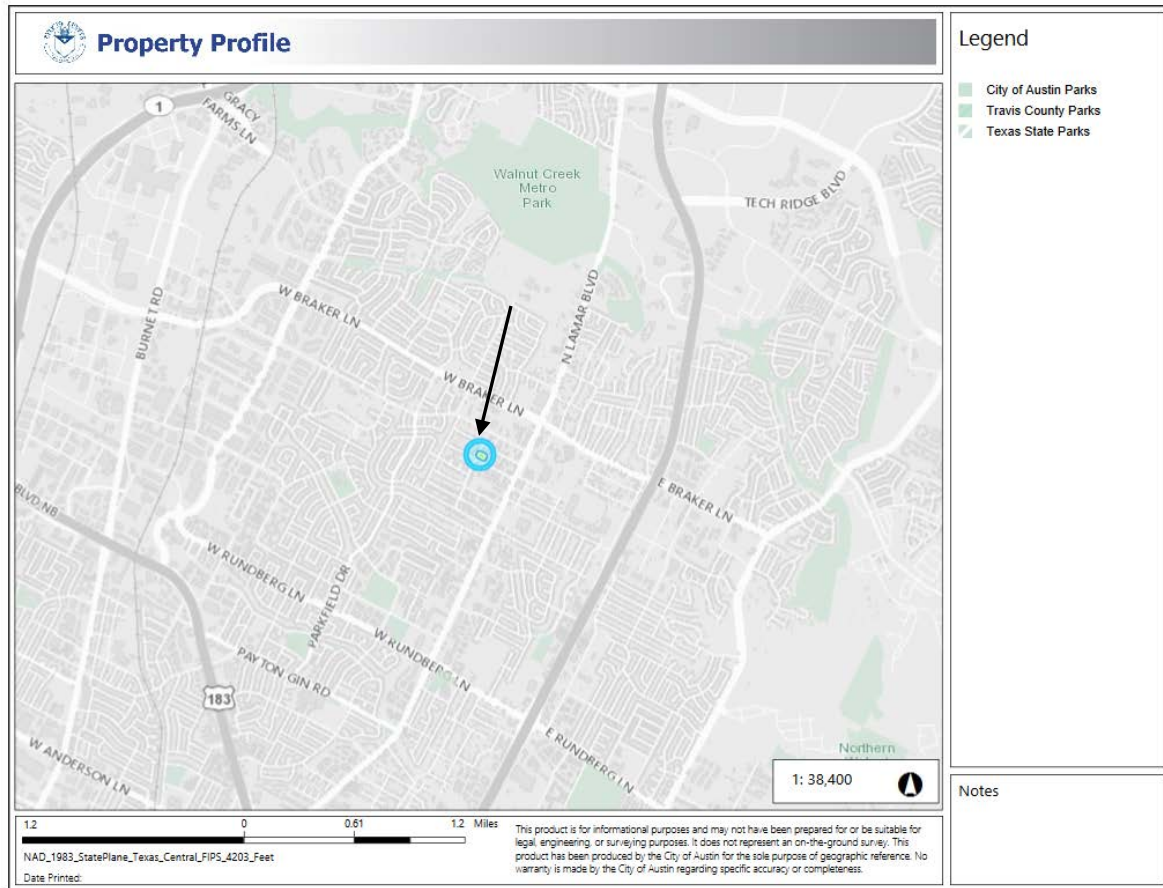 Property Profile
Legend
City of Austin Parks
Travis County Parks
Texas State Parks
1
GRACY
FARMS LN
Walnut Creek
Metro
Park
TECH RIDGE BLVD
BURNET RD
W BRAKER LN
N LAMAR BLVD
W BRAKER LN
E BRAKER LN
BLVD NB
W RUNDBERG LN
PARKFIELD DR
W RUNDBERG LN
PAYTON GIN RD
183
E RUNDBERG LN
W ANDERSON LN
Northern
1: 38,400
Notes
1.2 0 0.61 1.2 Miles
NAD_1983_StatePlane_Texas_Central_FIPS_4203_Feet
Date Printed:
This product is for informational purposes and may not have been prepared for or be suitable for
legal, engineering, or surveying purposes. It does not represent an on-the-ground survey. This
product has been produced by the City of Austin for the sole purpose of geographic reference. No
warranty is made by the City of Austin regarding specific accuracy or completeness.